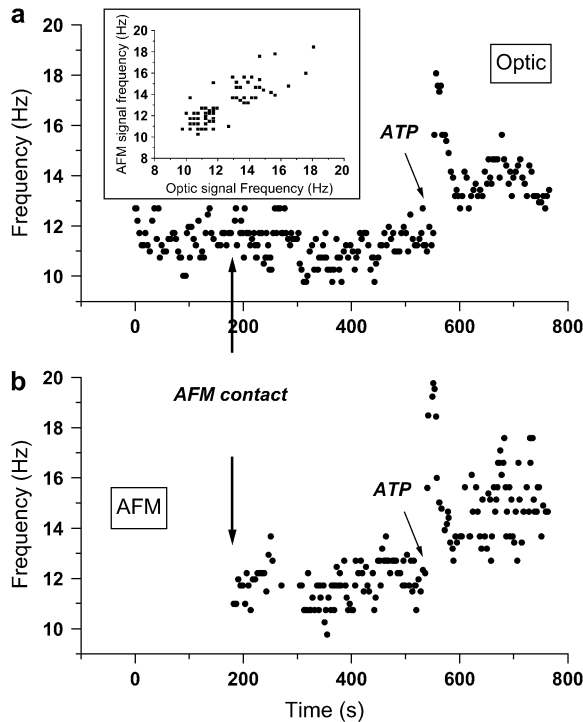 a
20
18
16
14
12
10
Frequency (Hz)
20
18
16
14
12
10
8
AFM signal frequency (Hz)
8 10 12 14 16 18 20
Optic signal Frequency (Hz)
Optic
ATP
0 200 400 600 800
AFM contact
b
20
18
16
14
12
10
Frequency (Hz)
AFM
ATP
0 200 400 600 800
Time (s)